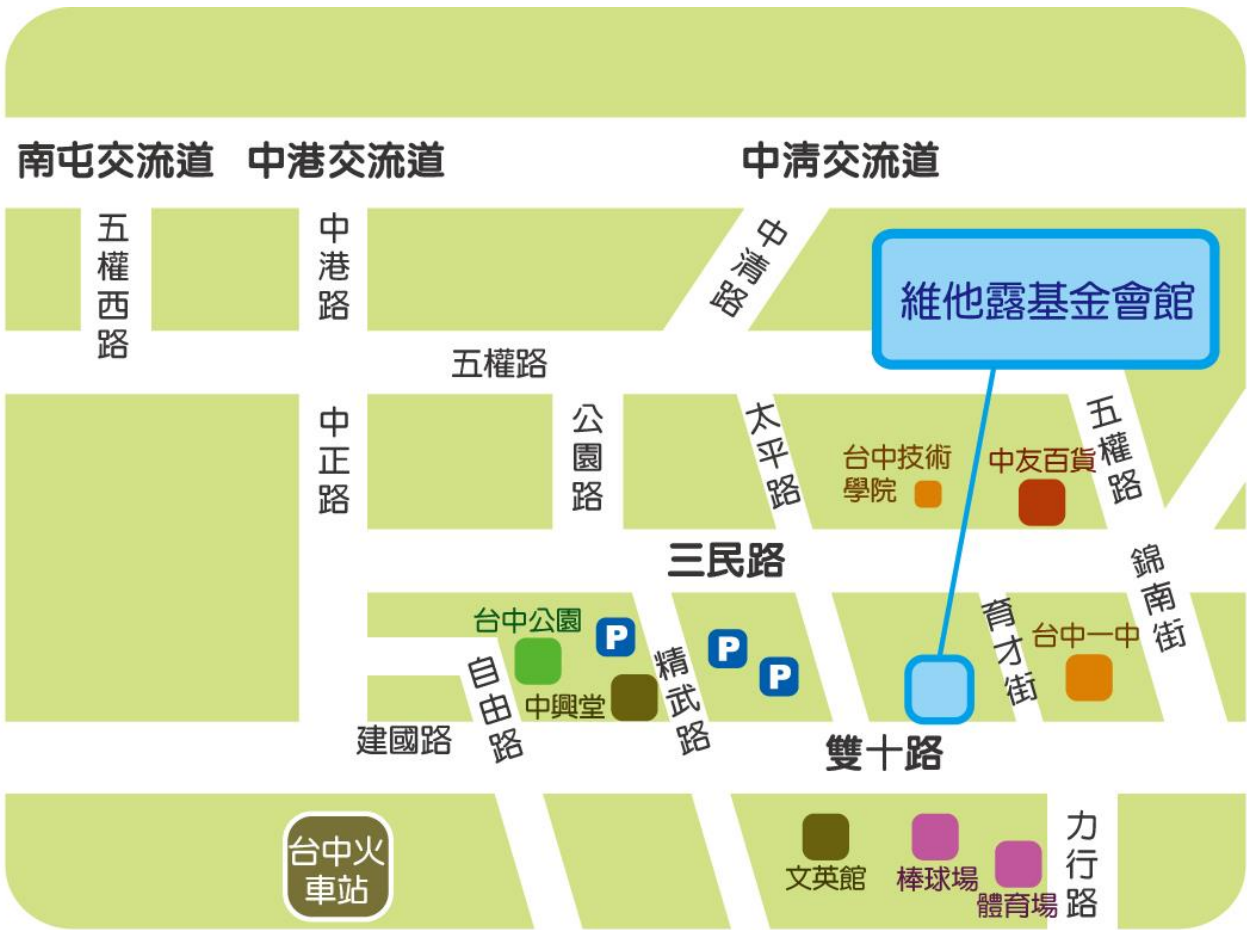 南屯交流道
中港交流道
中清交流道
五權西路
中港路
中清路
維他露基金會館
五權路
中正路
公園路
太平路
台中技術
學院
中友百貨
五權路
三民路
錦南街
台中公園
P
P
P
育才街
台中一中
自由路
中興堂
精武路
建國路
雙十路
台中火
車站
文英館
棒球場
體育場
力行路